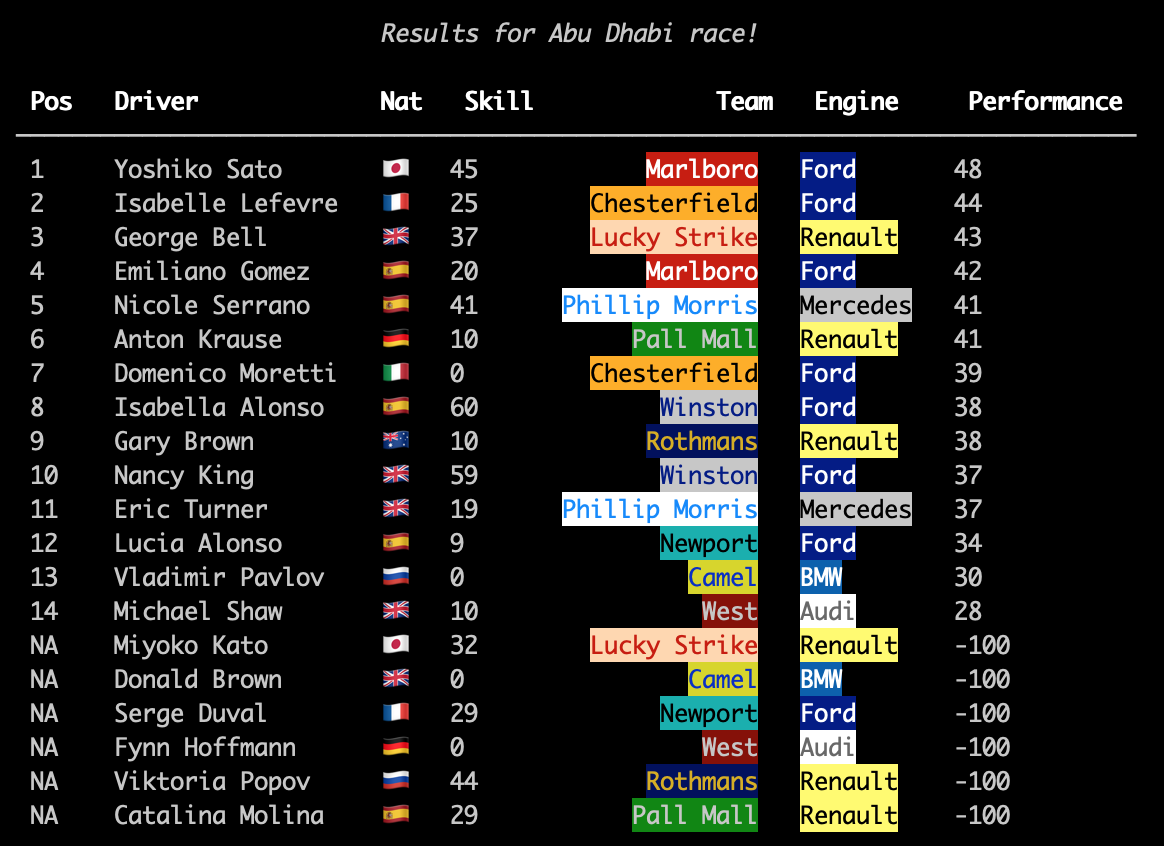 Results for Abu Dhabi race!
Pos Driver Nat Skill Team Engine Performance
1 Yoshiko Sato 45 Marlboro Ford 48
2 Isabelle Lefevre 25 Chesterfield Ford 44
3 George Bell 37 Lucky Strike Renault 43
4 Emiliano Gomez 20 Marlboro Ford 42
5 Nicole Serrano 41 Phillip Morris Mercedes 41
6 Anton Krause 10 Pall Mall Renault 41
7 Domenico Moretti 0 Chesterfield Ford 39
8 Isabella Alonso 60 Winston Ford 38
9 Gary Brown 10 Rothmans Renault 38
10 Nancy King 59 Winston Ford 37
11 Eric Turner 19 Phillip Morris Mercedes 37
12 Lucia Alonso 9 Newport Ford 34
13 Vladimir Pavlov 0 Camel BMW 30
14 Michael Shaw 10 West Audi 28
NA Miyoko Kato 32 Lucky Strike Renault -100
NA Donald Brown 0 Camel BMW -100
NA Serge Duval 29 Newport Ford -100
NA Fynn Hoffmann 0 West Audi -100
NA Viktoria Popov 44 Rothmans Renault -100
NA Catalina Molina 29 Pall Mall Renault -100